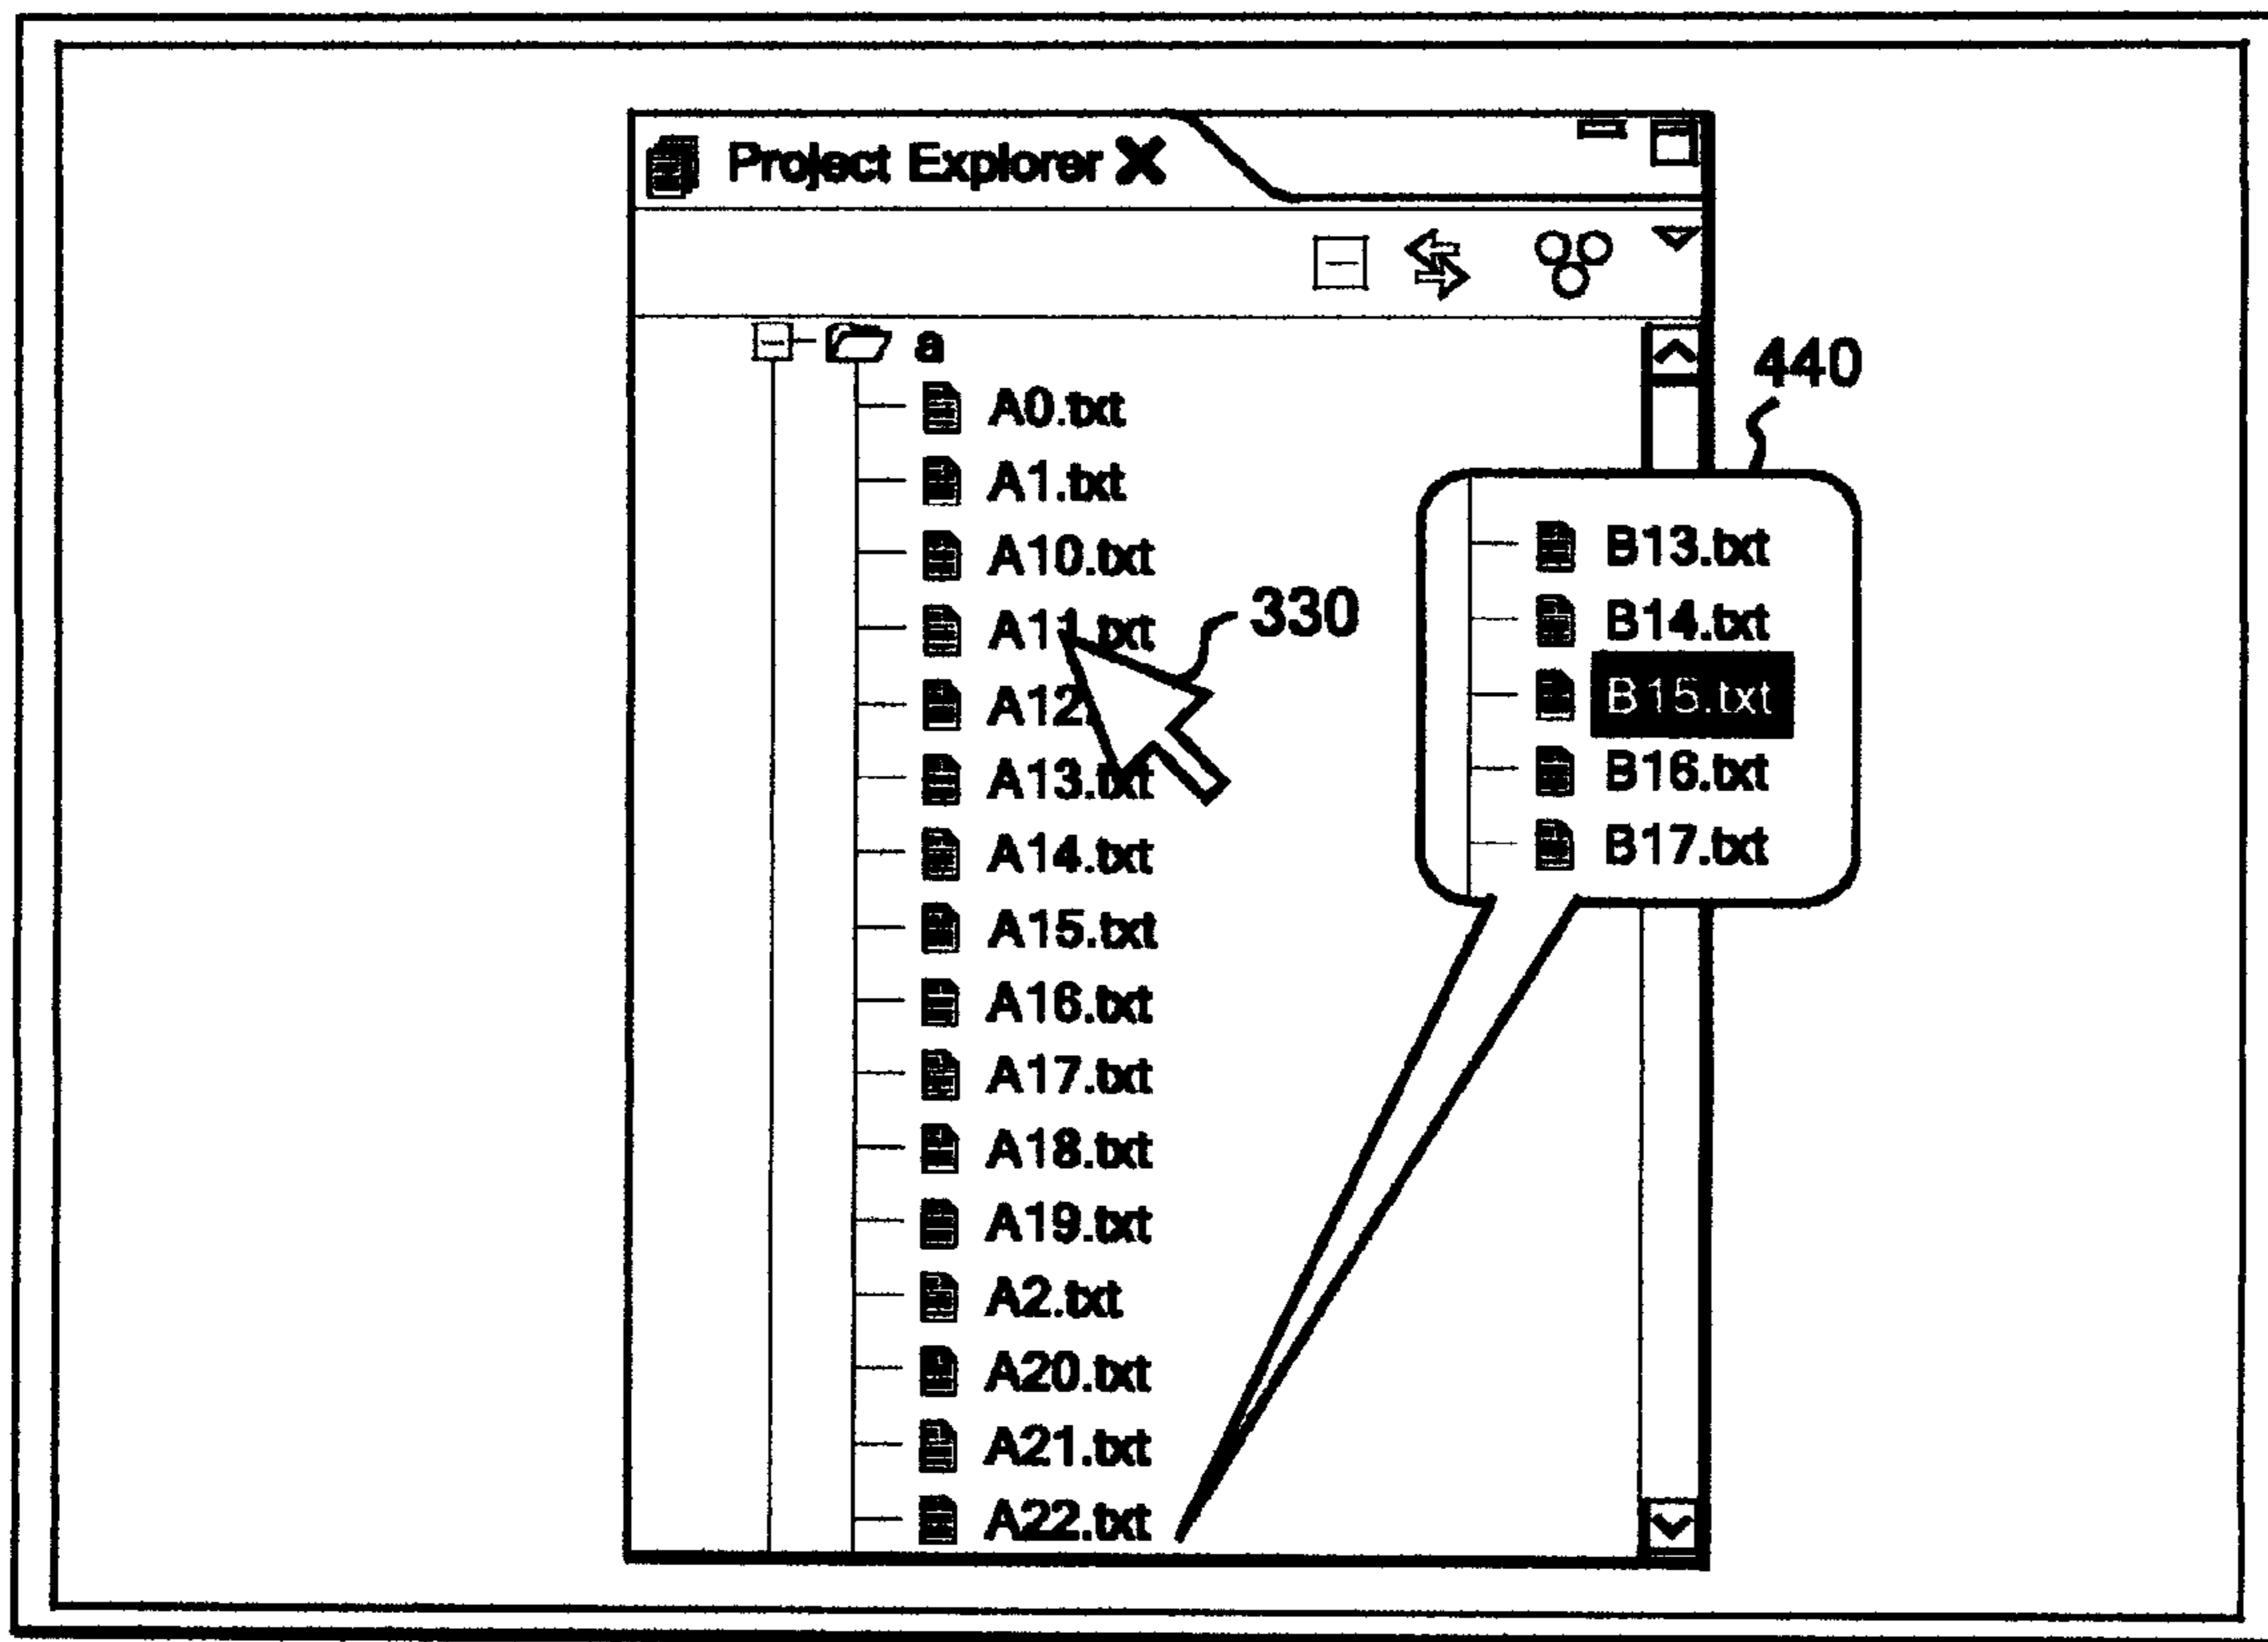 Project Explorer
a
A0.txt
A1.txt
A10.txt
A11.txt
A12.
A13.txt
A14.txt
A15.txt
A16.txt
A17.txt
A18.txt
A19.txt
A2.txt
A20.txt
A21.txt
A22.txt
330
440
B13.txt
B14.txt
B15.txt
B16.txt
B17.txt